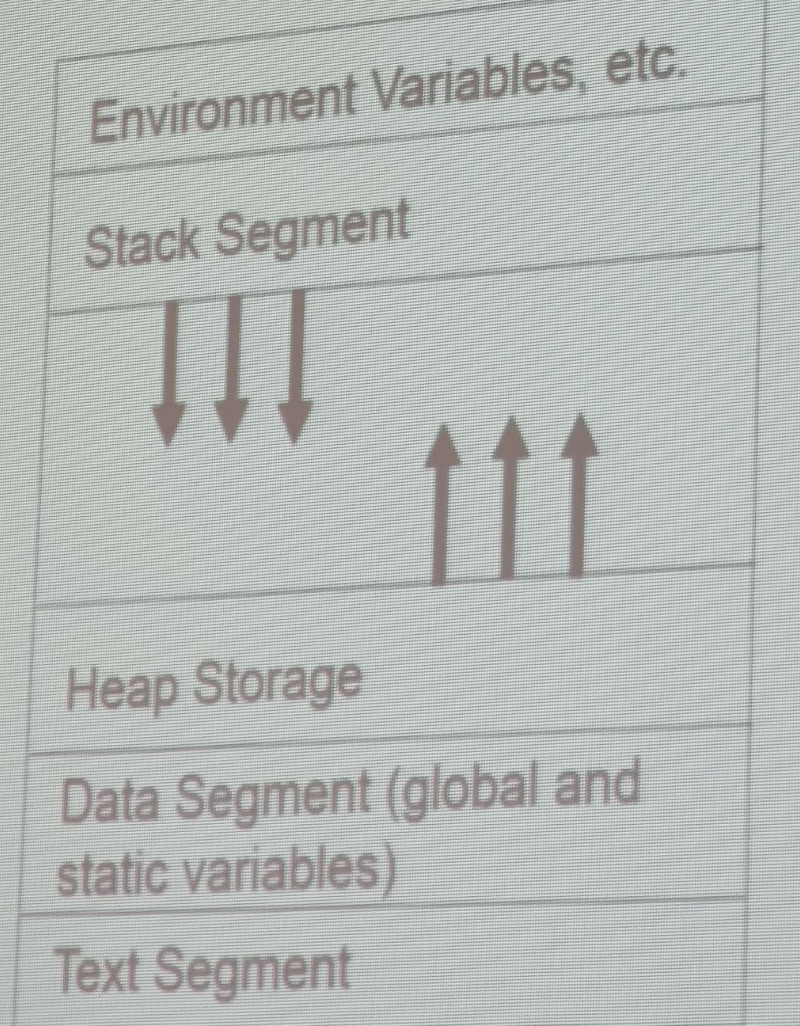 Environment Variables, etc.
Stack Segment
Heap Storage
Data Segment (global and
static variables)
Text Segment